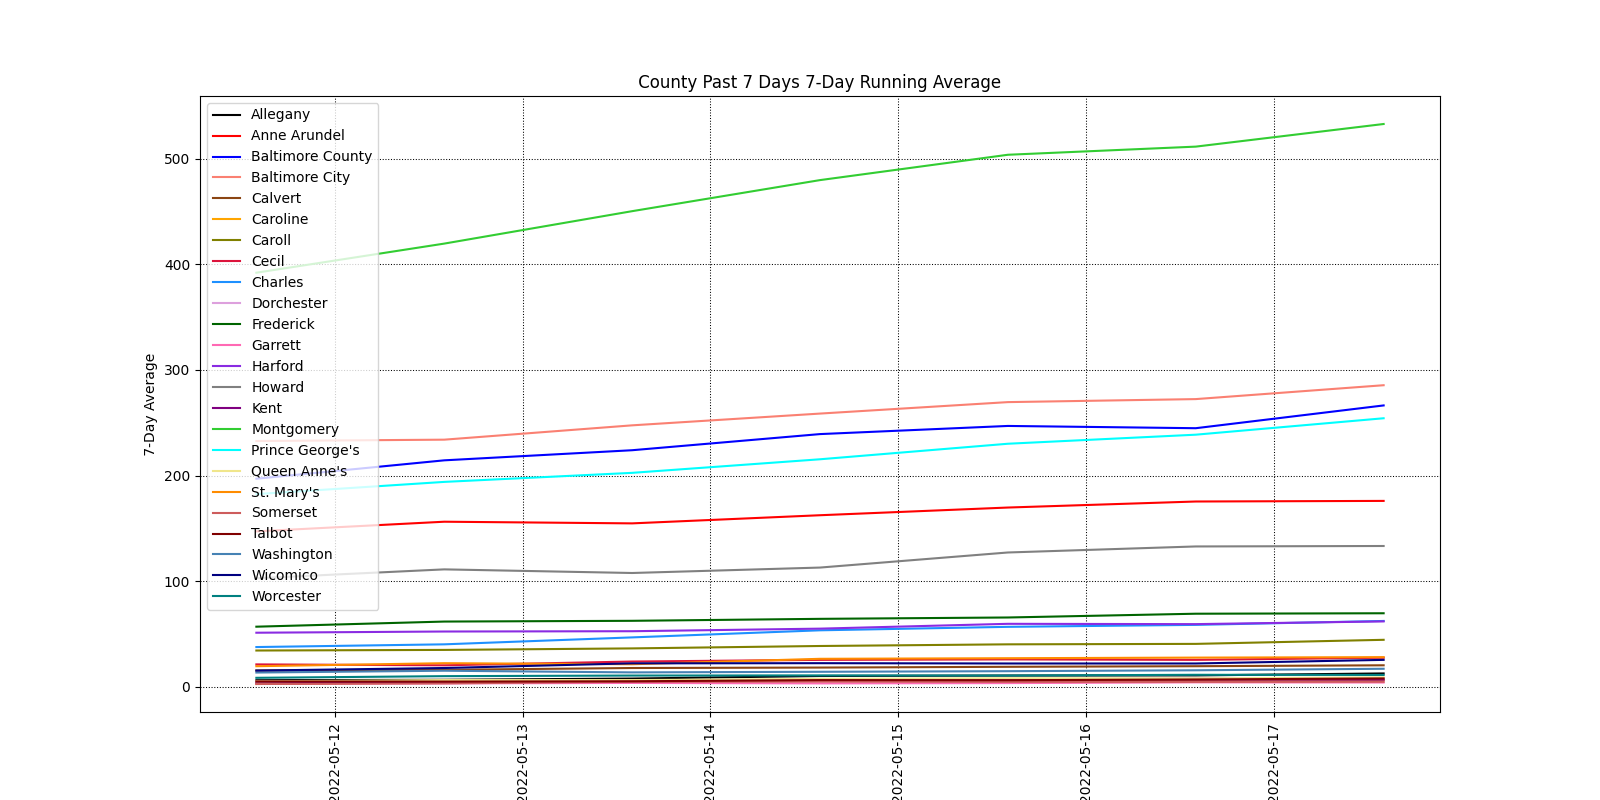 County Past 7 Days 7-Day Running Average
Allegany
Anne Arundel
Baltimore County
Baltimore City
Calvert
Caroline
Caroll
Cecil
Charles
Dorchester
Frederick
Garrett
Harford
Howard
Kent
Montgomery
Prince George's
Queen Anne's
St. Mary's
Somerset
Talbot
Washington
Wicomico
Worcester
7-Day Average
500
400
300
200
100
0
2022-05-12
2022-05-13
2022-05-14
2022-05-15
2022-05-16
2022-05-17